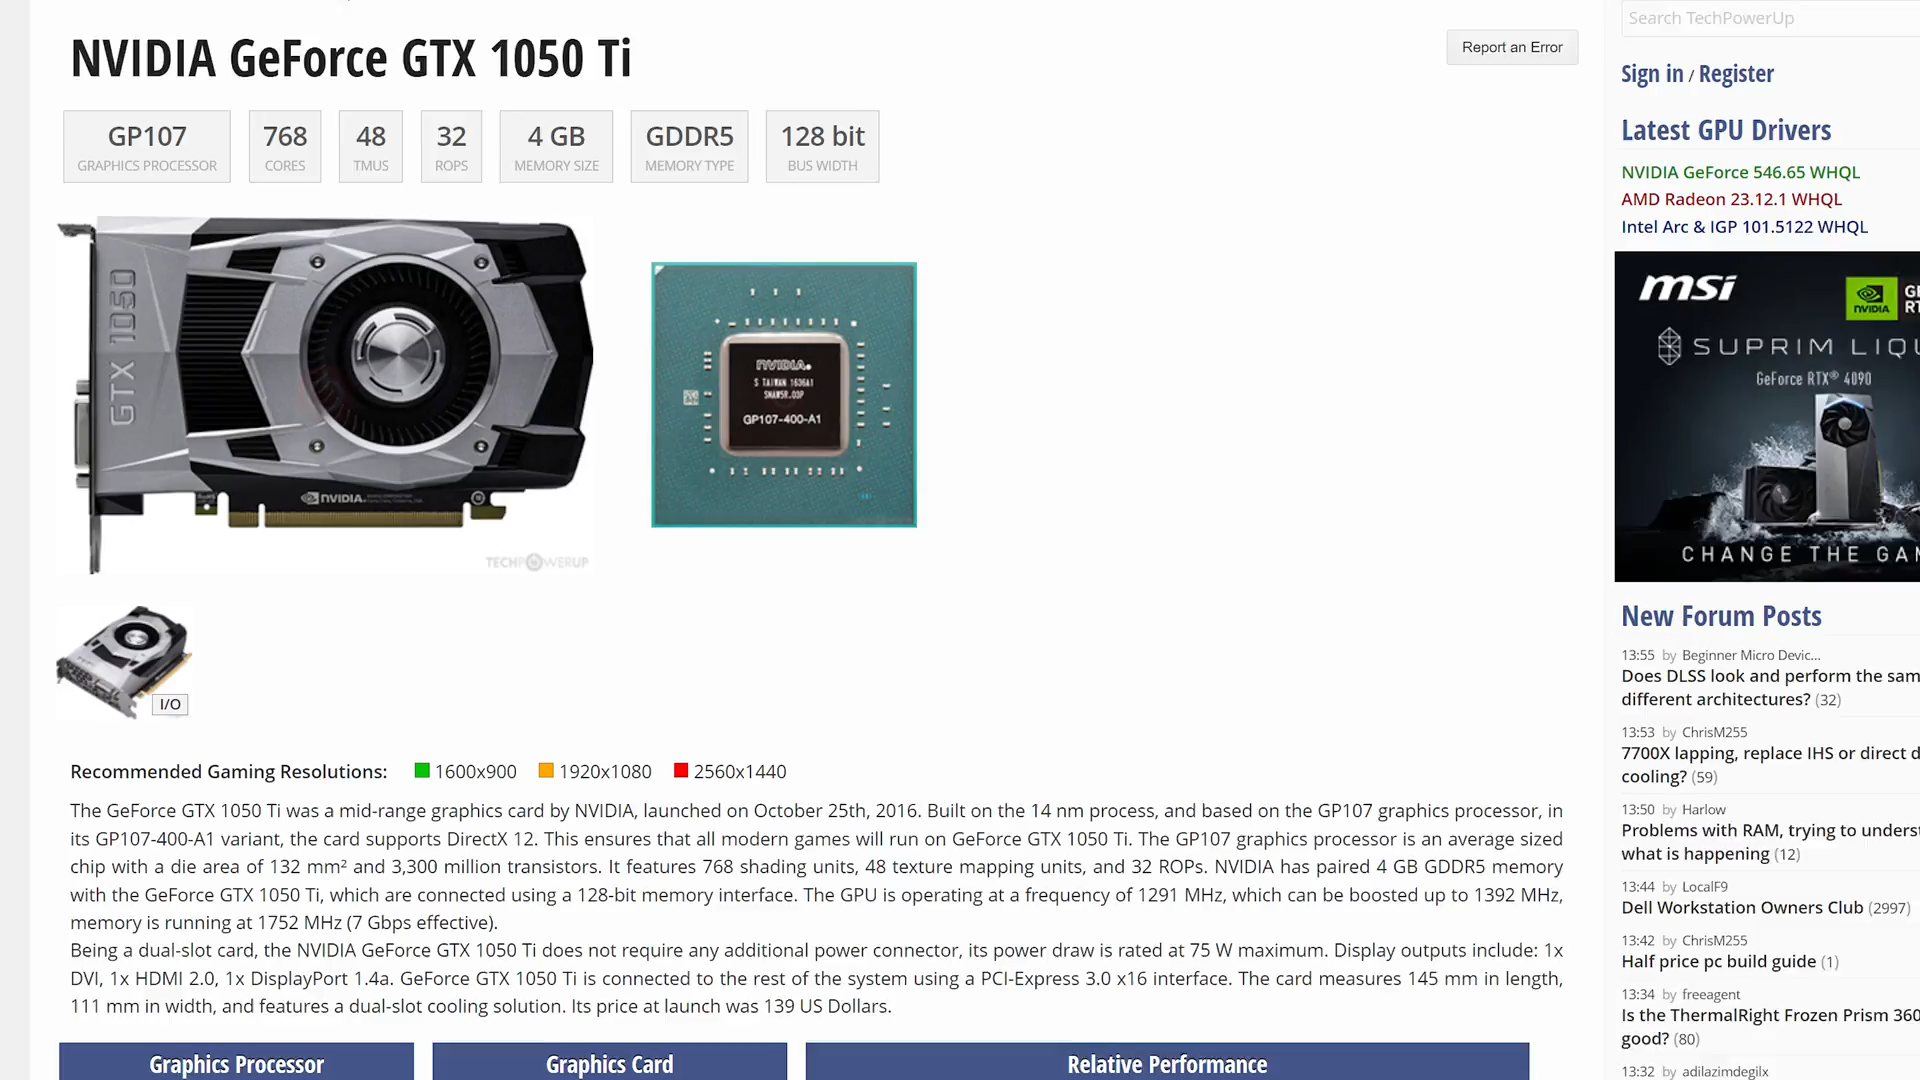 NVIDIA GeForce GTX 1050 Ti
Report an Error
GP107
GRAPHICS PROCESSOR
768
CORES
48
TMUS
32
ROPS
4 GB
MEMORY SIZE
GDDR5
MEMORY TYPE
128 bit
BUS WIDTH
GTX 1050
NVIDIA
TECHPOWERUP
NVIDIA
S TAIWAN 1636A1
GP107-400-A1
I/O
Recommended Gaming Resolutions: 1600x900 1920x1080 2560x1440
The GeForce GTX 1050 Ti was a mid-range graphics card by NVIDIA, launched on October 25th, 2016. Built on the 14 nm process, and based on the GP107 graphics processor, in
its GP107-400-A1 variant, the card supports DirectX 12. This ensures that all modern games will run on GeForce GTX 1050 Ti. The GP107 graphics processor is an average sized
chip with a die area of 132 mm² and 3,300 million transistors. It features 768 shading units, 48 texture mapping units, and 32 ROPs. NVIDIA has paired 4 GB GDDR5 memory
with the GeForce GTX 1050 Ti, which are connected using a 128-bit memory interface. The GPU is operating at a frequency of 1291 MHz, which can be boosted up to 1392 MHz,
memory is running at 1752 MHz (7 Gbps effective).
Being a dual-slot card, the NVIDIA GeForce GTX 1050 Ti does not require any additional power connector, its power draw is rated at 75 W maximum. Display outputs include: 1x
DVI, 1x HDMI 2.0, 1x DisplayPort 1.4a. GeForce GTX 1050 Ti is connected to the rest of the system using a PCI-Express 3.0 x16 interface. The card measures 145 mm in length,
111 mm in width, and features a dual-slot cooling solution. Its price at launch was 139 US Dollars.
Graphics Processor
Graphics Card
Relative Performance
Search TechPowerUp
Sign in / Register
Latest GPU Drivers
NVIDIA GeForce 546.65 WHQL
AMD Radeon 23.12.1 WHQL
Intel Arc & IGP 101.5122 WHQL
msi
NVIDIA
GE
RT
SUPRIM LIQU
GeForce RTX® 4090
CHANGE THE GAM
New Forum Posts
13:55 by Beginner Micro Devic...
Does DLSS look and perform the sam
different architectures? (32)
13:53 by ChrisM255
7700X lapping, replace IHS or direct d
cooling? (59)
13:50 by Harlow
Problems with RAM, trying to underst
what is happening (12)
13:44 by LocalF9
Dell Workstation Owners Club (2997)
13:42 by ChrisM255
Half price pc build guide (1)
13:34 by freeagent
Is the ThermalRight Frozen Prism 360
good? (80)
13:32 by adilazimdegilx